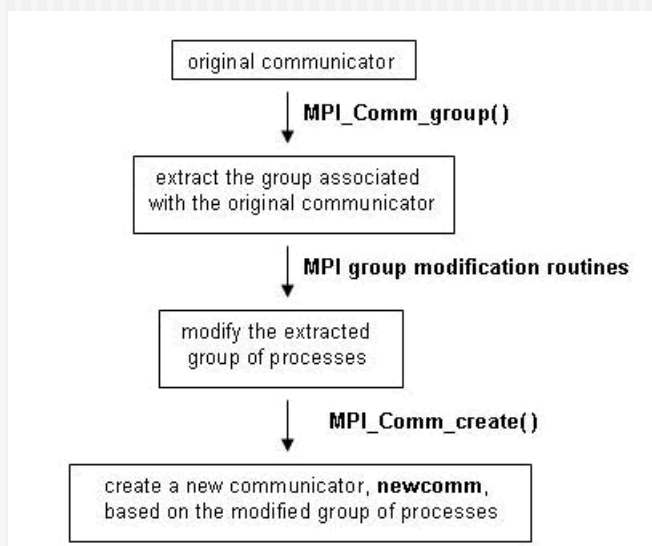 original communicator
MPI_Comm_group()
extract the group associated
with the original communicator
MPI group modification routines
modify the extracted
group of processes
MPI_Comm_create()
create a new communicator, newcomm,
based on the modified group of processes